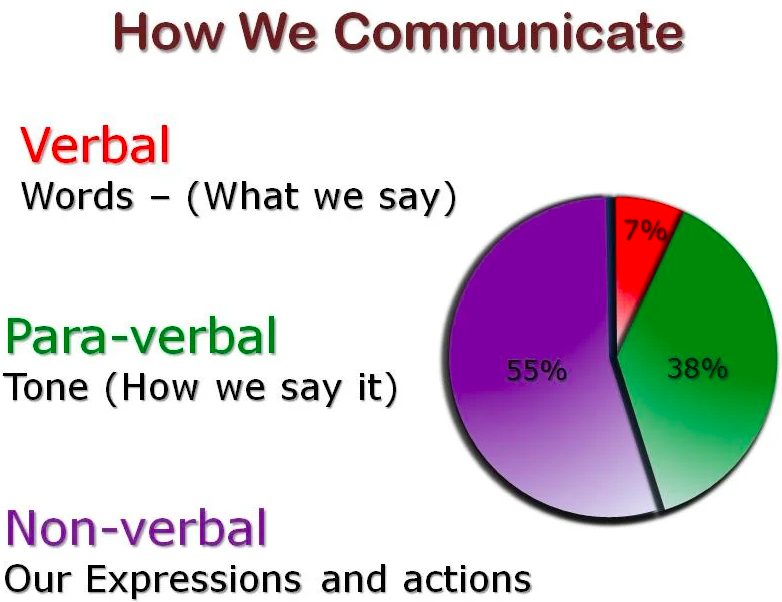 How We Communicate
Verbal
Words – (What we say)
7%
Para-verbal
Tone (How we say it)
55%
38%
Non-verbal
Our Expressions and actions